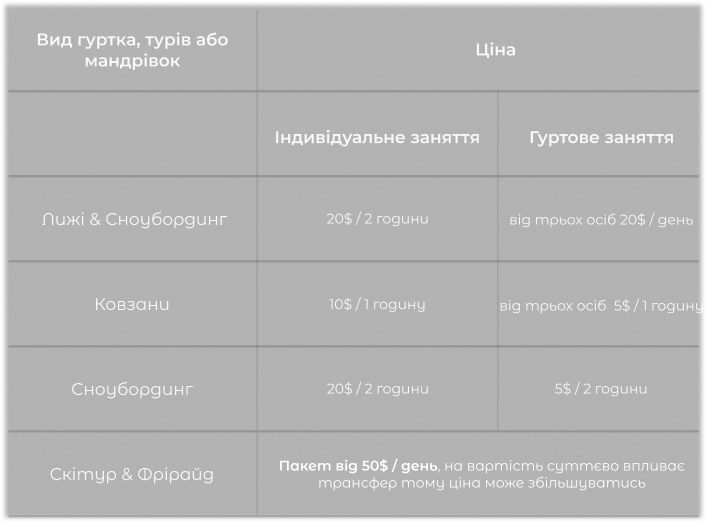 Вид гуртка, турів або
мандрівок
Ціна
Індивідуальне заняття
Гуртове заняття
Лижі & Сноубординг
20$ / 2 години
від трьох осіб 20$ / день
Ковзани
10$ / 1 годину
від трьох осіб 5$ / 1 годину
Сноубординг
20$ / 2 години
5$ / 2 години
Скітур & Фрірайд
Пакет від 50$ / день, на вартість суттєво впливає
трансфер тому ціна може збільшуватись